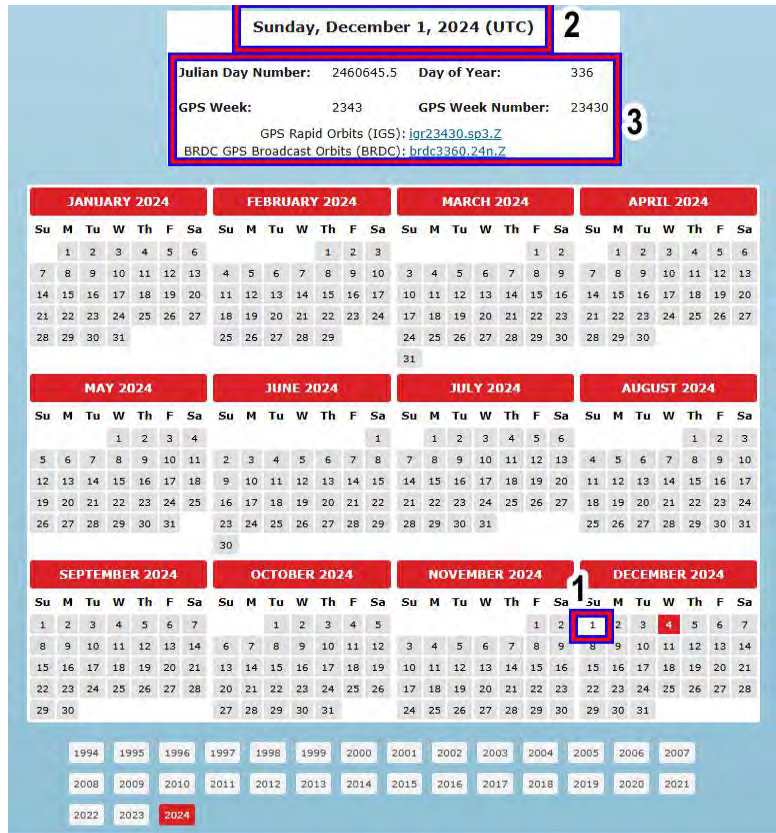 Sunday, December 1, 2024 (UTC) 2
Julian Day Number: 2460645.5 Day of Year: 336
GPS Week: 2343 GPS Week Number: 23430 3
GPS Rapid Orbits (IGS): igr23430.sp3.Z
BRDC GPS Broadcast Orbits (BRDC): brdc3360.24n.Z
JANUARY 2024 FEBRUARY 2024 MARCH 2024 APRIL 2024
Su M Tu W Th F Sa Su M Tu W Th F Sa Su M Tu W Th F Sa Su M Tu W Th F Sa
1 2 3 4 5 6 1 2 3 1 2 1 2 3 4 5 6
7 8 9 10 11 12 13 4 5 6 7 8 9 10 3 4 5 6 7 8 9 7 8 9 10 11 12 13
14 15 16 17 18 19 20 11 12 13 14 15 16 17 10 11 12 13 14 15 16 14 15 16 17 18 19 20
21 22 23 24 25 26 27 18 19 20 21 22 23 24 17 18 19 20 21 22 23 21 22 23 24 25 26 27
28 29 30 31 25 26 27 28 29 24 25 26 27 28 29 30 28 29 30
31
MAY 2024 JUNE 2024 JULY 2024 AUGUST 2024
Su M Tu W Th F Sa Su M Tu W Th F Sa Su M Tu W Th F Sa Su M Tu W Th F Sa
1 2 3 4 1 1 2 3 4 5 6 1 2 3
5 6 7 8 9 10 11 2 3 4 5 6 7 8 7 8 9 10 11 12 13 4 5 6 7 8 9 10
12 13 14 15 16 17 18 9 10 11 12 13 14 15 14 15 16 17 18 19 20 11 12 13 14 15 16 17
19 20 21 22 23 24 25 16 17 18 19 20 21 22 21 22 23 24 25 26 27 18 19 20 21 22 23 24
26 27 28 29 30 31 23 24 25 26 27 28 29 28 29 30 31 25 26 27 28 29 30 31
30
SEPTEMBER 2024 OCTOBER 2024 NOVEMBER 2024 1 DECEMBER 2024
Su M Tu W Th F Sa Su M Tu W Th F Sa Su M Tu W Th F Sa Su M Tu W Th F Sa
1 2 3 4 5 6 7 1 2 3 4 5 1 2 1 2 3 4 5 6 7
8 9 10 11 12 13 14 6 7 8 9 10 11 12 3 4 5 6 7 8 9 8 9 10 11 12 13 14
15 16 17 18 19 20 21 13 14 15 16 17 18 19 10 11 12 13 14 15 16 15 16 17 18 19 20 21
22 23 24 25 26 27 28 20 21 22 23 24 25 26 17 18 19 20 21 22 23 22 23 24 25 26 27 28
29 30 27 28 29 30 31 24 25 26 27 28 29 30 29 30 31
1994 1995 1996 1997 1998 1999 2000 2001 2002 2003 2004 2005 2006 2007
2008 2009 2010 2011 2012 2013 2014 2015 2016 2017 2018 2019 2020 2021
2022 2023 2024